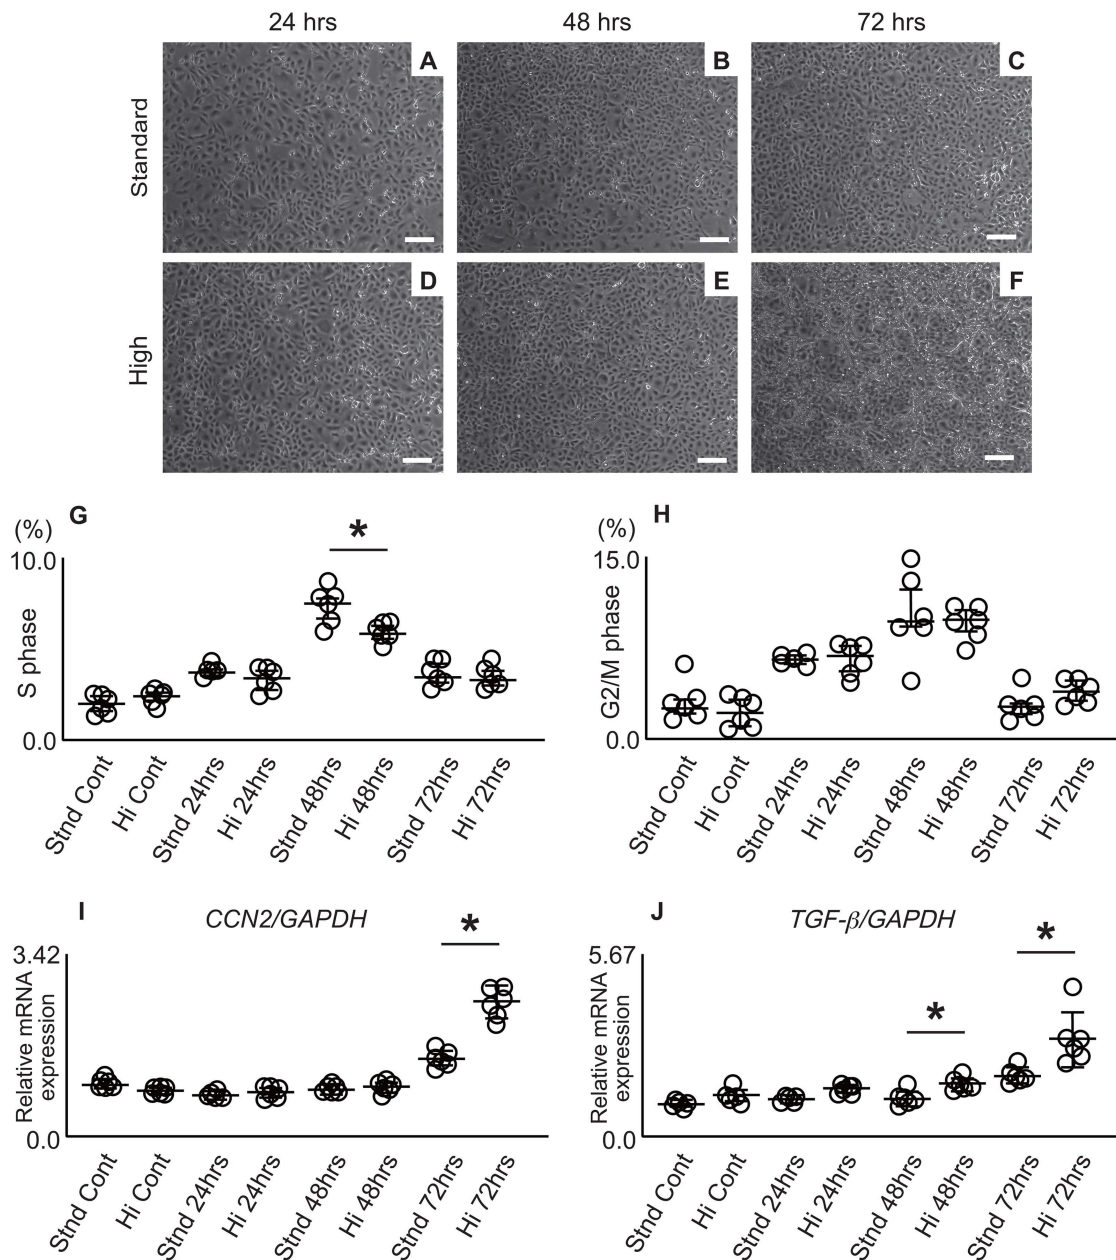 24 hrs
48 hrs
72 hrs
Standard
A
B
C
High
D
E
F
G
(%)
10.0
S phase
0.0
*
Stnd Cont
Hi Cont
Stnd 24hrs
Hi 24hrs
Stnd 48hrs
Hi 48hrs
Stnd 72hrs
Hi 72hrs
H
(%)
15.0
G2/M phase
0.0
Stnd Cont
Hi Cont
Stnd 24hrs
Hi 24hrs
Stnd 48hrs
Hi 48hrs
Stnd 72hrs
Hi 72hrs
I
CCN2/GAPDH
*
3.42
Relative mRNA
expression
0.0
Stnd Cont
Hi Cont
Stnd 24hrs
Hi 24hrs
Stnd 48hrs
Hi 48hrs
Stnd 72hrs
Hi 72hrs
J
TGF-β/GAPDH
*
*
5.67
Relative mRNA
expression
0.0
Stnd Cont
Hi Cont
Stnd 24hrs
Hi 24hrs
Stnd 48hrs
Hi 48hrs
Stnd 72hrs
Hi 72hrs